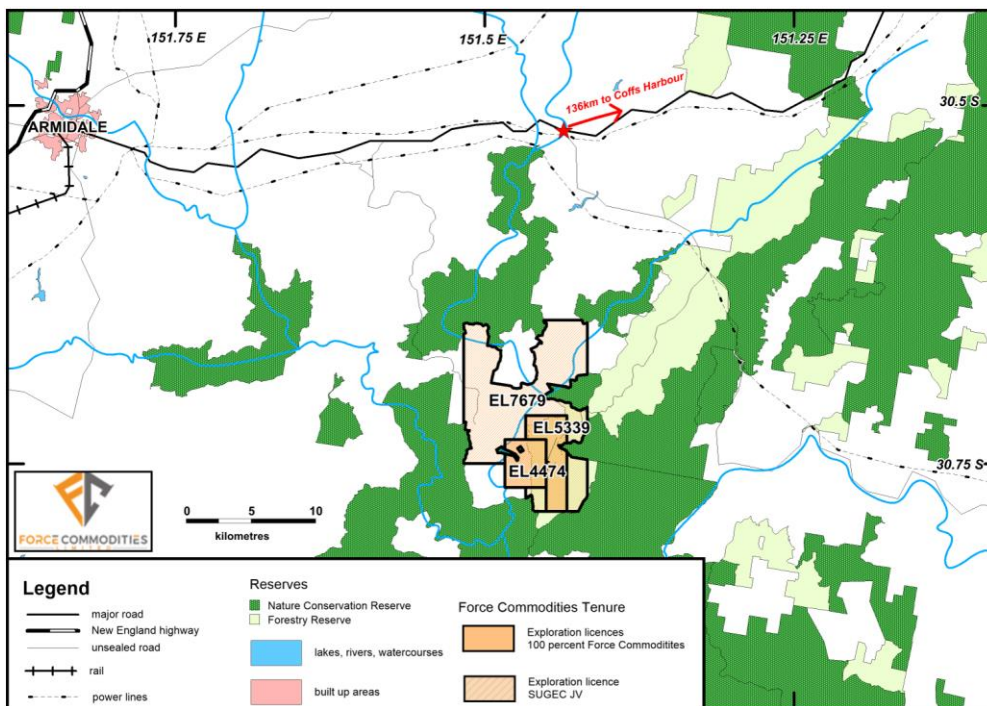 151.75 E
151.5 E
151.25 E
136km to Coffs Harbour
30.5 S
ARMIDALE
EL7679
EL5339
EL4474
30.75 S
FORCE COMMODITIES
LIMITED
0 5 10
kilometres
Legend
major road
New England highway
unsealed road
rail
power lines
Reserves
Nature Conservation Reserve
Forestry Reserve
lakes, rivers, watercourses
built up areas
Force Commodities Tenure
Exploration licences
100 percent Force Commoditites
Exploration licence
SUGEC JV